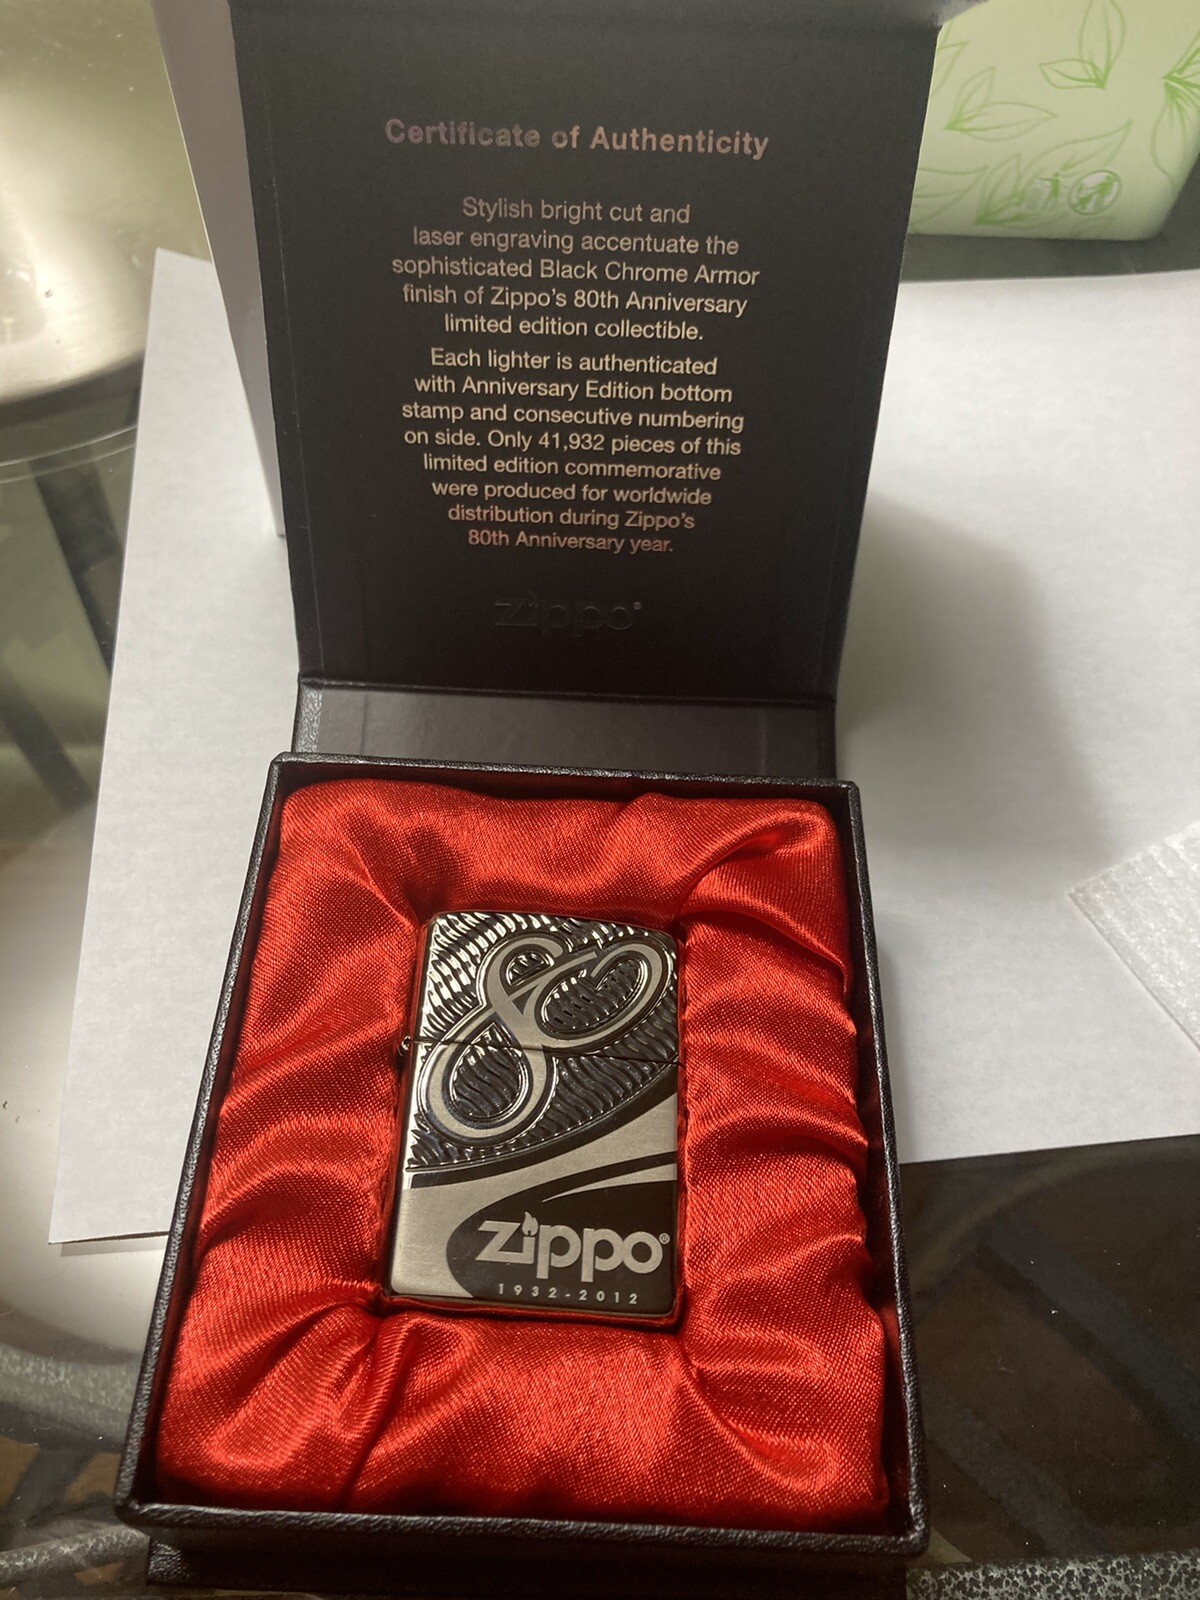 Certificate of Authenticity
Stylish bright cut and
laser engraving accentuate the
sophisticated Black Chrome Armor
finish of Zippo's 80th Anniversary
limited edition collectible.
Each lighter is authenticated
with Anniversary Edition bottom
stamp and consecutive numbering
on side. Only 41,932 pieces of this
limited edition commemorative
were produced for worldwide
distribution during Zippo's
80th Anniversary year.
Zippo®
80
Zippo®
1932-2012